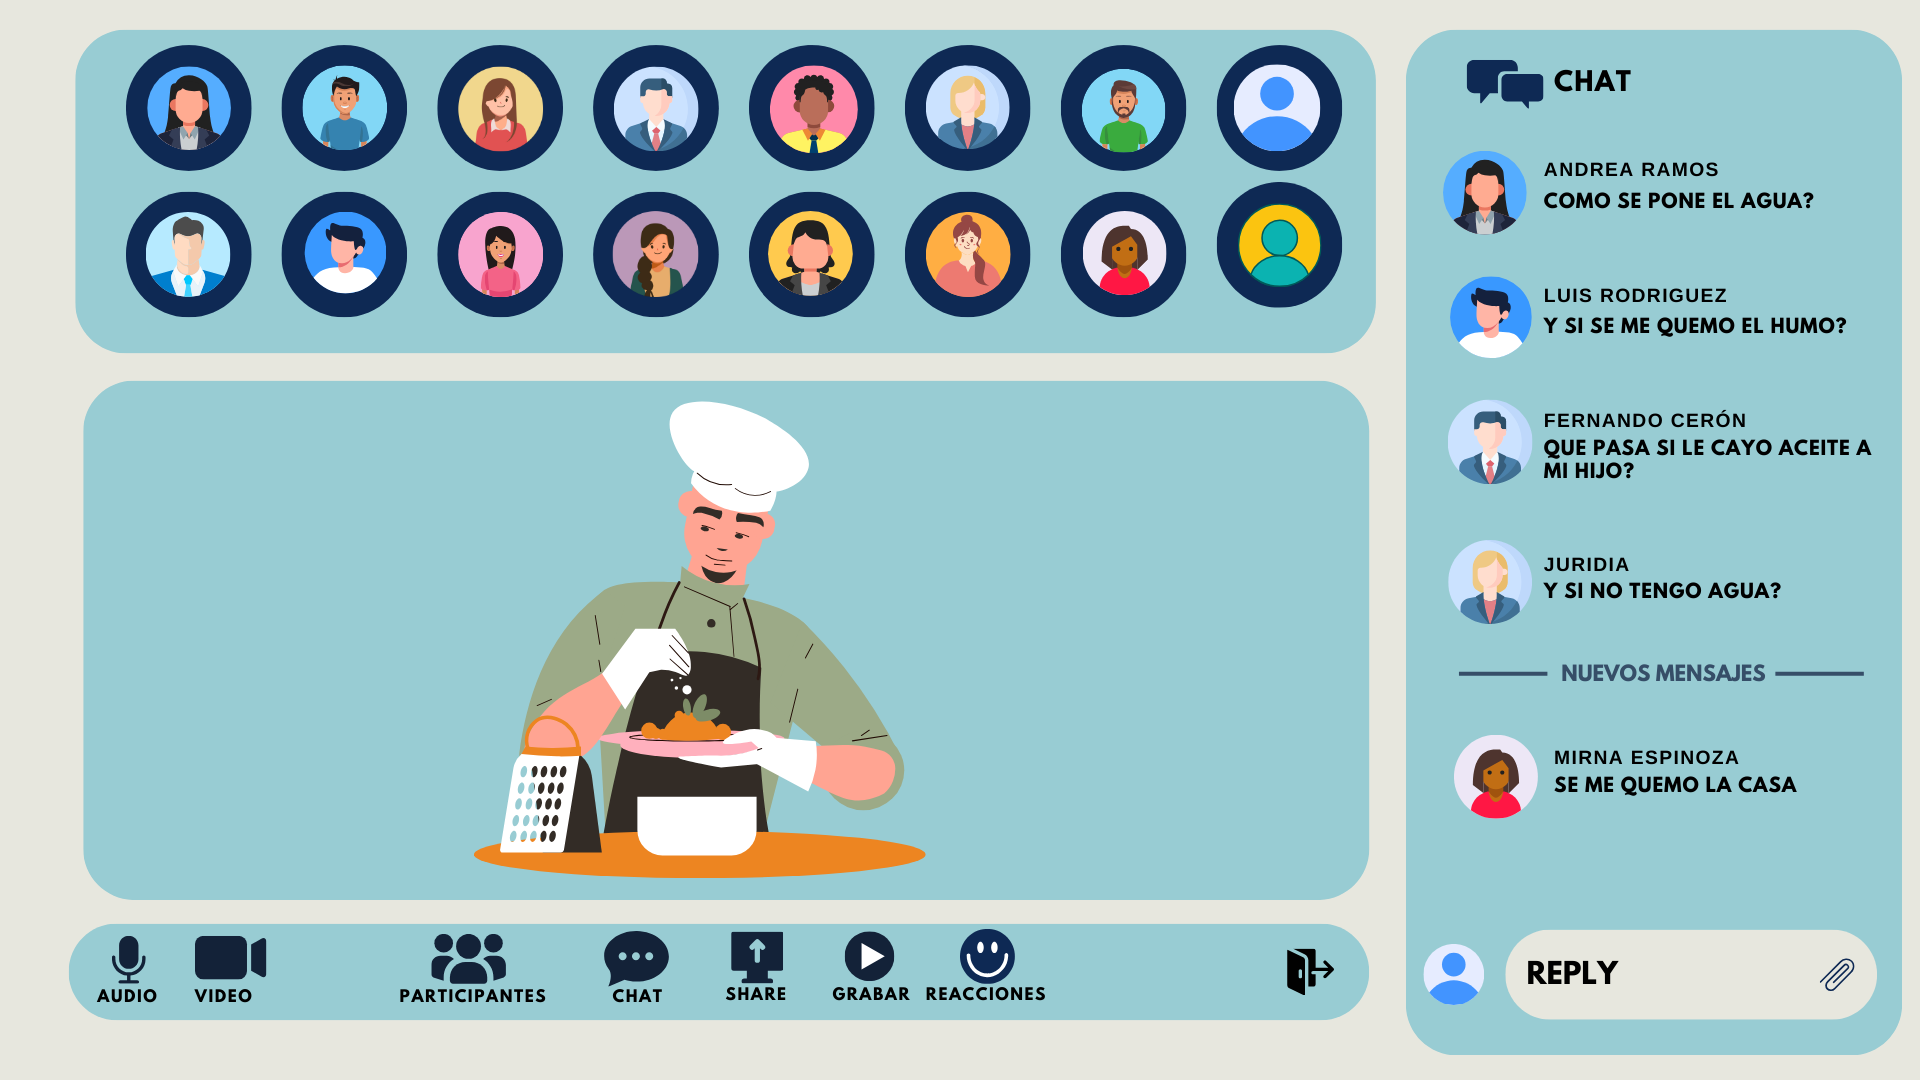 CHAT
ANDREA RAMOS
COMO SE PONE EL AGUA?
LUIS RODRIGUEZ
Y SI SE ME QUEMO EL HUMO?
FERNANDO CERÓN
QUE PASA SI LE CAYO ACEITE A
MI HIJO?
JURIDIA
Y SI NO TENGO AGUA?
NUEVOS MENSAJES
MIRNA ESPINOZA
SE ME QUEMO LA CASA
REPLY
AUDIO
VIDEO
PARTICIPANTES
CHAT
SHARE
GRABAR
REACCIONES